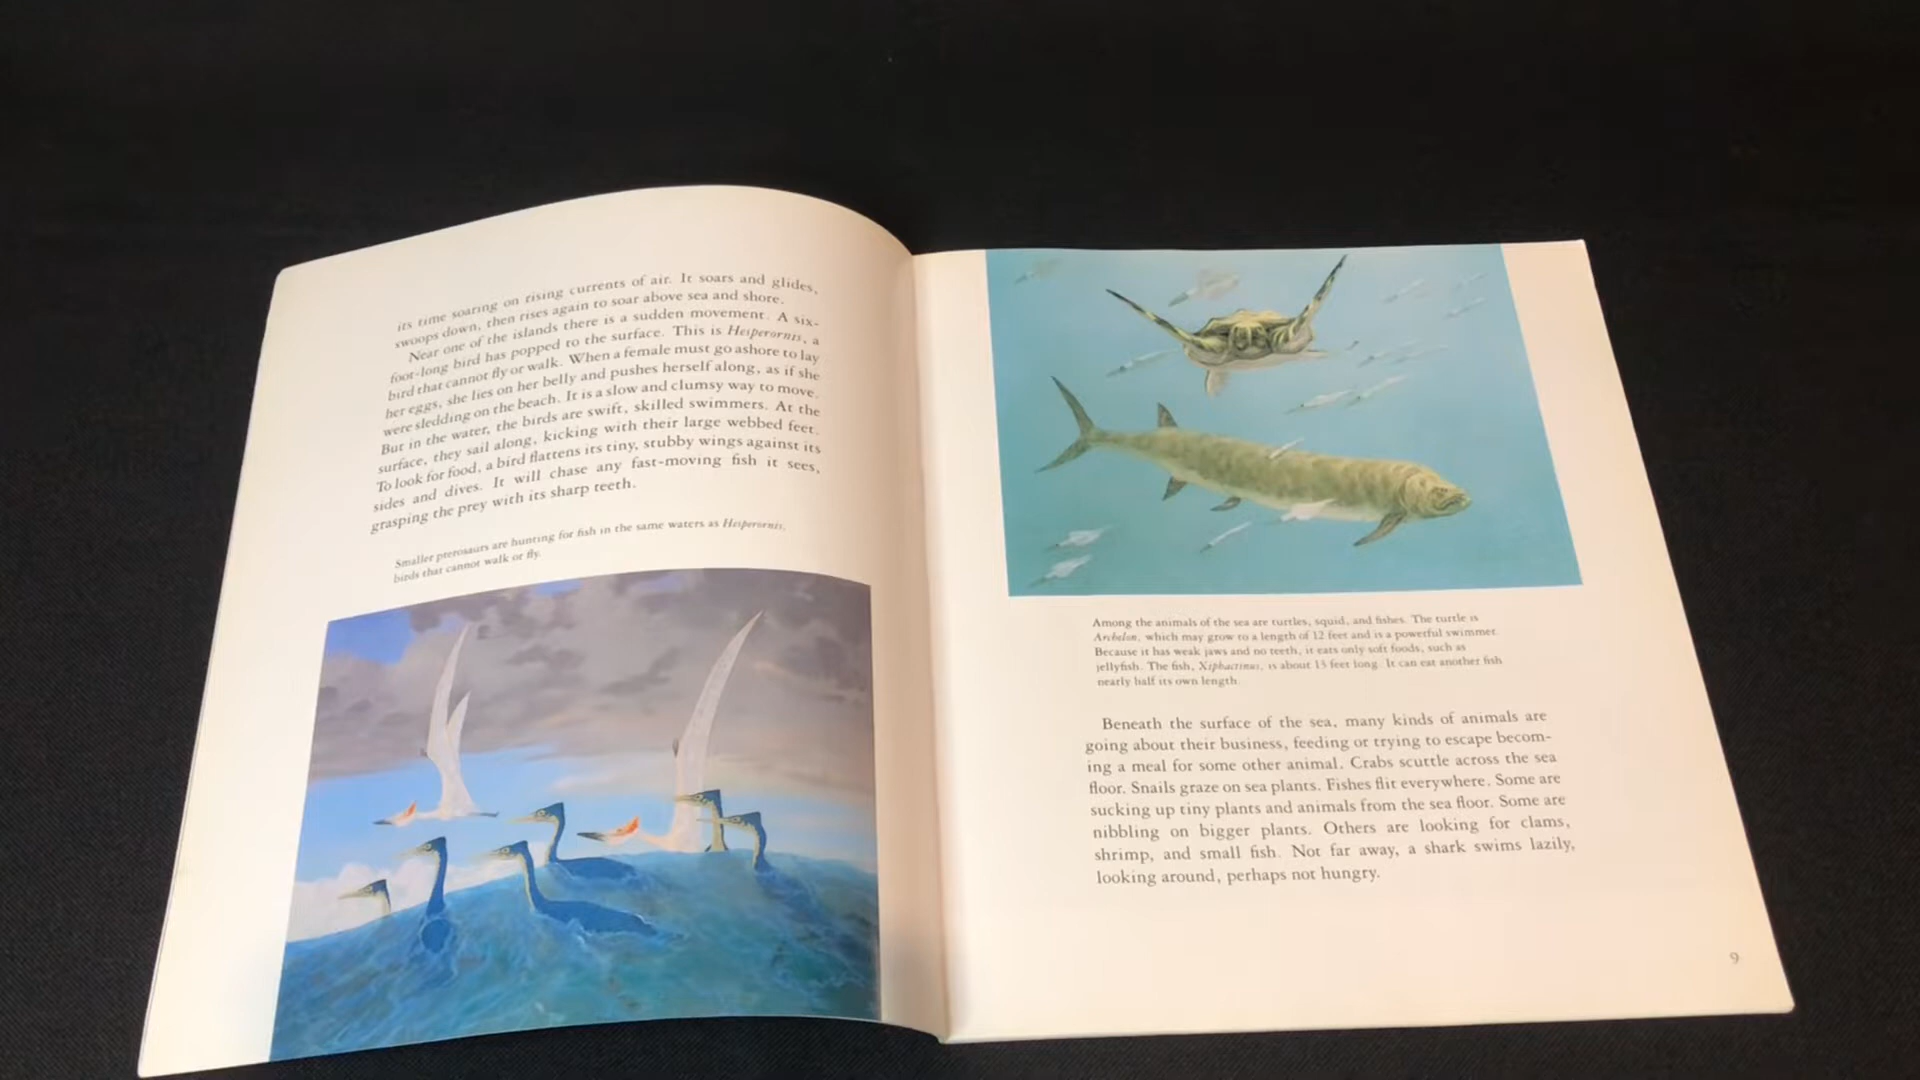 its time soaring on rising currents of air. It soars and glides,
swoops down, then rises again to soar above sea and shore.
Near one of the islands there is a sudden movement. A six-
foot-long bird has popped to the surface. This is Hesperornis, a
bird that cannot fly or walk. When a female must go ashore to lay
her eggs, she lies on her belly and pushes herself along, as if she
were sledding on the beach. It is a slow and clumsy way to move.
But in the water, the birds are swift, skilled swimmers. At the
surface, they sail along, kicking with their large webbed feet.
To look for food, a bird flattens its tiny, stubby wings against its
sides and dives. It will chase any fast-moving fish it sees,
grasping the prey with its sharp teeth.
Smaller pterosaurs are hunting for fish in the same waters as Hesperornis,
birds that cannot walk or fly.
Among the animals of the sea are turtles, squid, and fishes. The turtle is
Archelon, which may grow to a length of 12 feet and is a powerful swimmer.
Because it has weak jaws and no teeth, it eats only soft foods, such as
jellyfish. The fish, Xiphactinus, is about 15 feet long. It can eat another fish
nearly half its own length.
Beneath the surface of the sea, many kinds of animals are
going about their business, feeding or trying to escape becom-
ing a meal for some other animal. Crabs scuttle across the sea
floor. Snails graze on sea plants. Fishes flit everywhere. Some are
sucking up tiny plants and animals from the sea floor. Some are
nibbling on bigger plants. Others are looking for clams,
shrimp, and small fish. Not far away, a shark swims lazily,
looking around, perhaps not hungry.
9